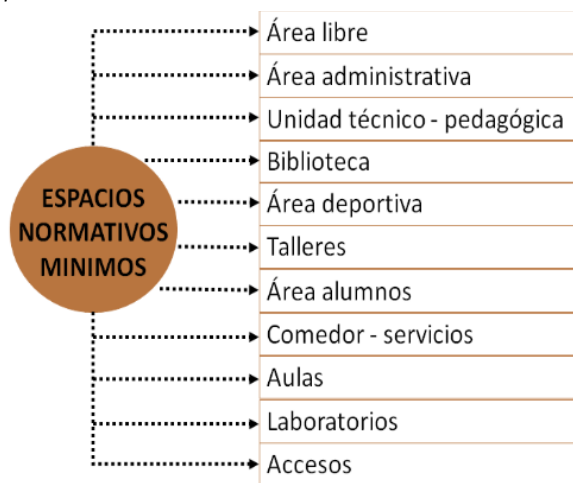 Área libre
Área administrativa
Unidad técnico - pedagógica
Biblioteca
Área deportiva
Talleres
Área alumnos
Comedor - servicios
Aulas
Laboratorios
Accesos
ESPACIOS
NORMATIVOS
MINIMOS